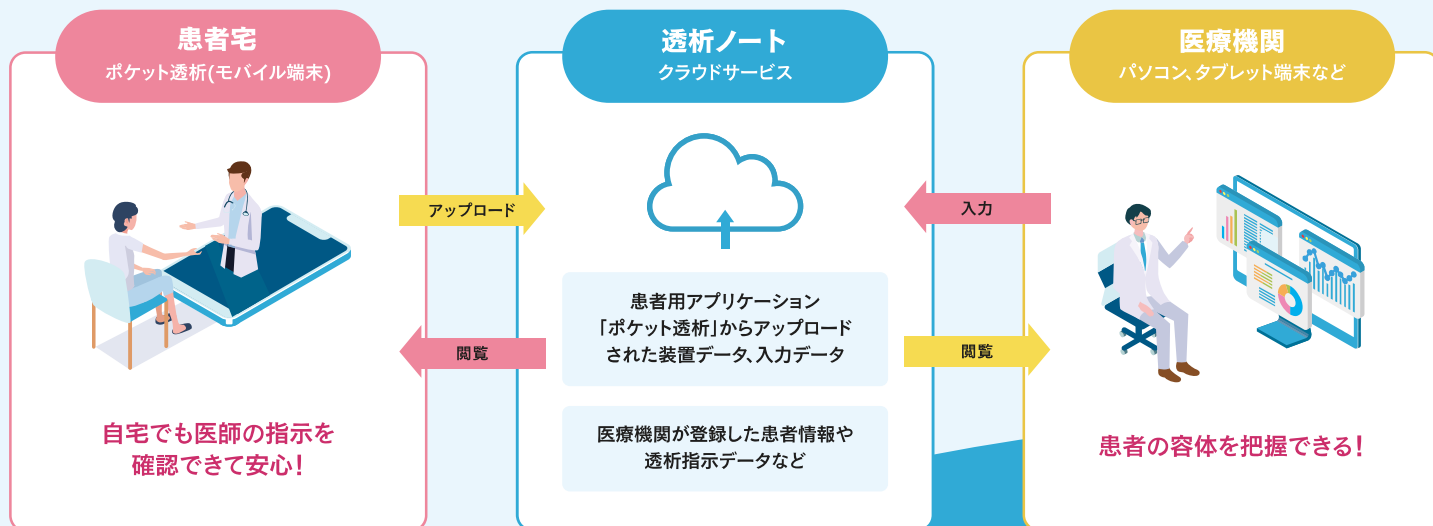 患者宅
ポケット透析(モバイル端末)
アップロード
閲覧
自宅でも医師の指示を
確認できて安心！
透析ノート
クラウドサービス
患者用アプリケーション
「ポケット透析」からアップロード
された装置データ、入力データ
医療機関が登録した患者情報や
透析指示データなど
医療機関
パソコン、タブレット端末など
入力
閲覧
患者の容体を把握できる！